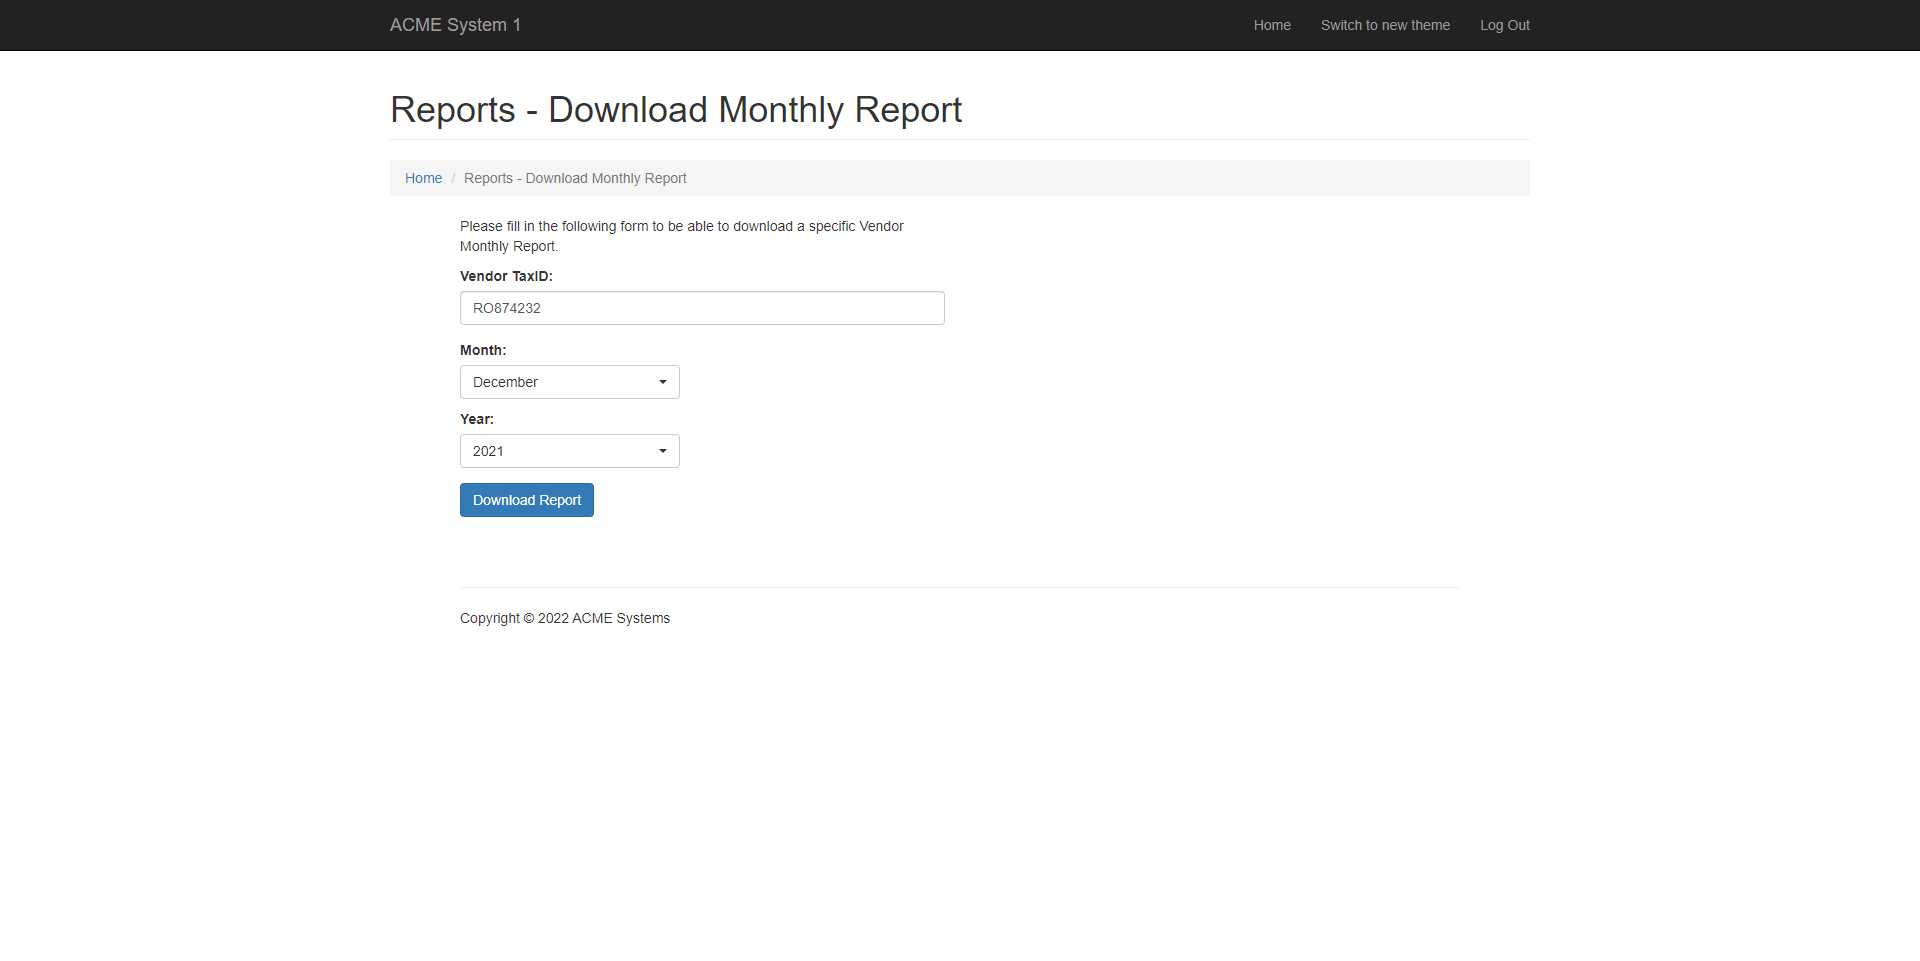 ACME System 1
Home
Switch to new theme
Log Out
Reports - Download Monthly Report
Home / Reports - Download Monthly Report
Please fill in the following form to be able to download a specific Vendor
Monthly Report.
Vendor TaxID:
RO874232
Month:
December
Year:
2021
Download Report
Copyright © 2022 ACME Systems